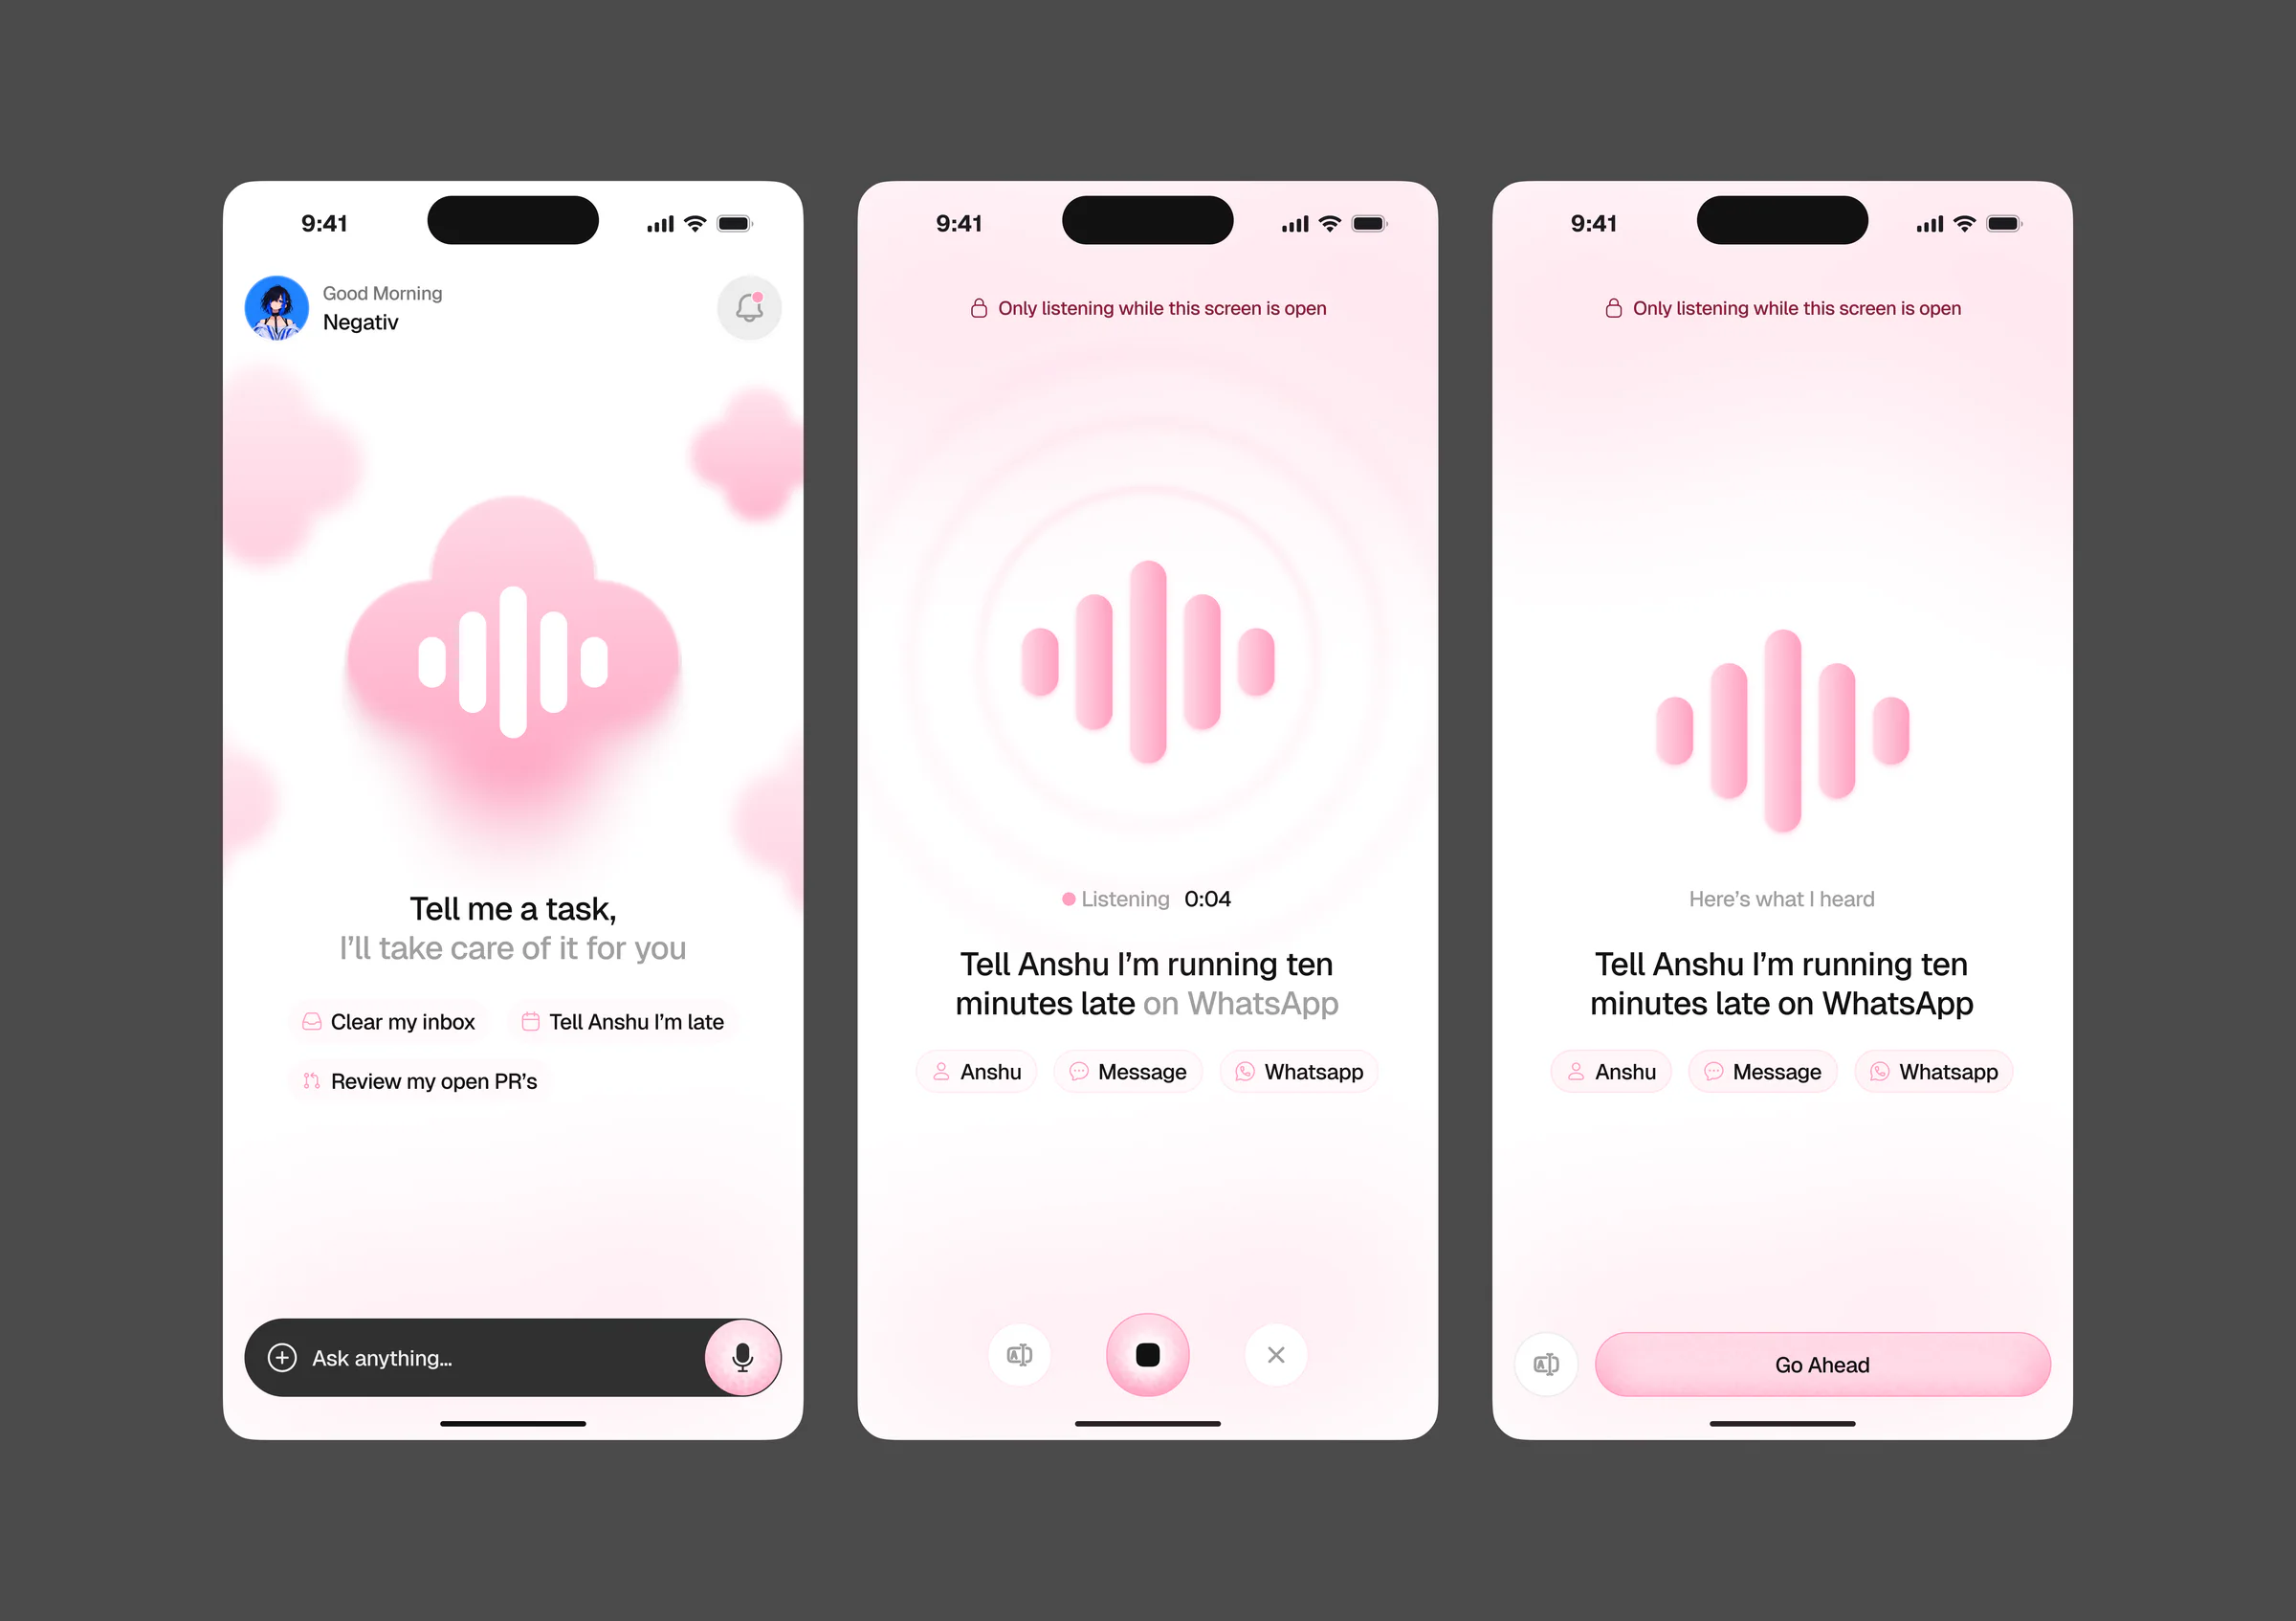 9:41
Good Morning
Negativ
Tell me a task,
I’ll take care of it for you
Clear my inbox
Tell Anshu I’m late
Review my open PR’s
Ask anything...
9:41
Only listening while this screen is open
Listening 0:04
Tell Anshu I’m running ten
minutes late on WhatsApp
Anshu
Message
Whatsapp
9:41
Only listening while this screen is open
Here’s what I heard
Tell Anshu I’m running ten
minutes late on WhatsApp
Anshu
Message
Whatsapp
Go Ahead